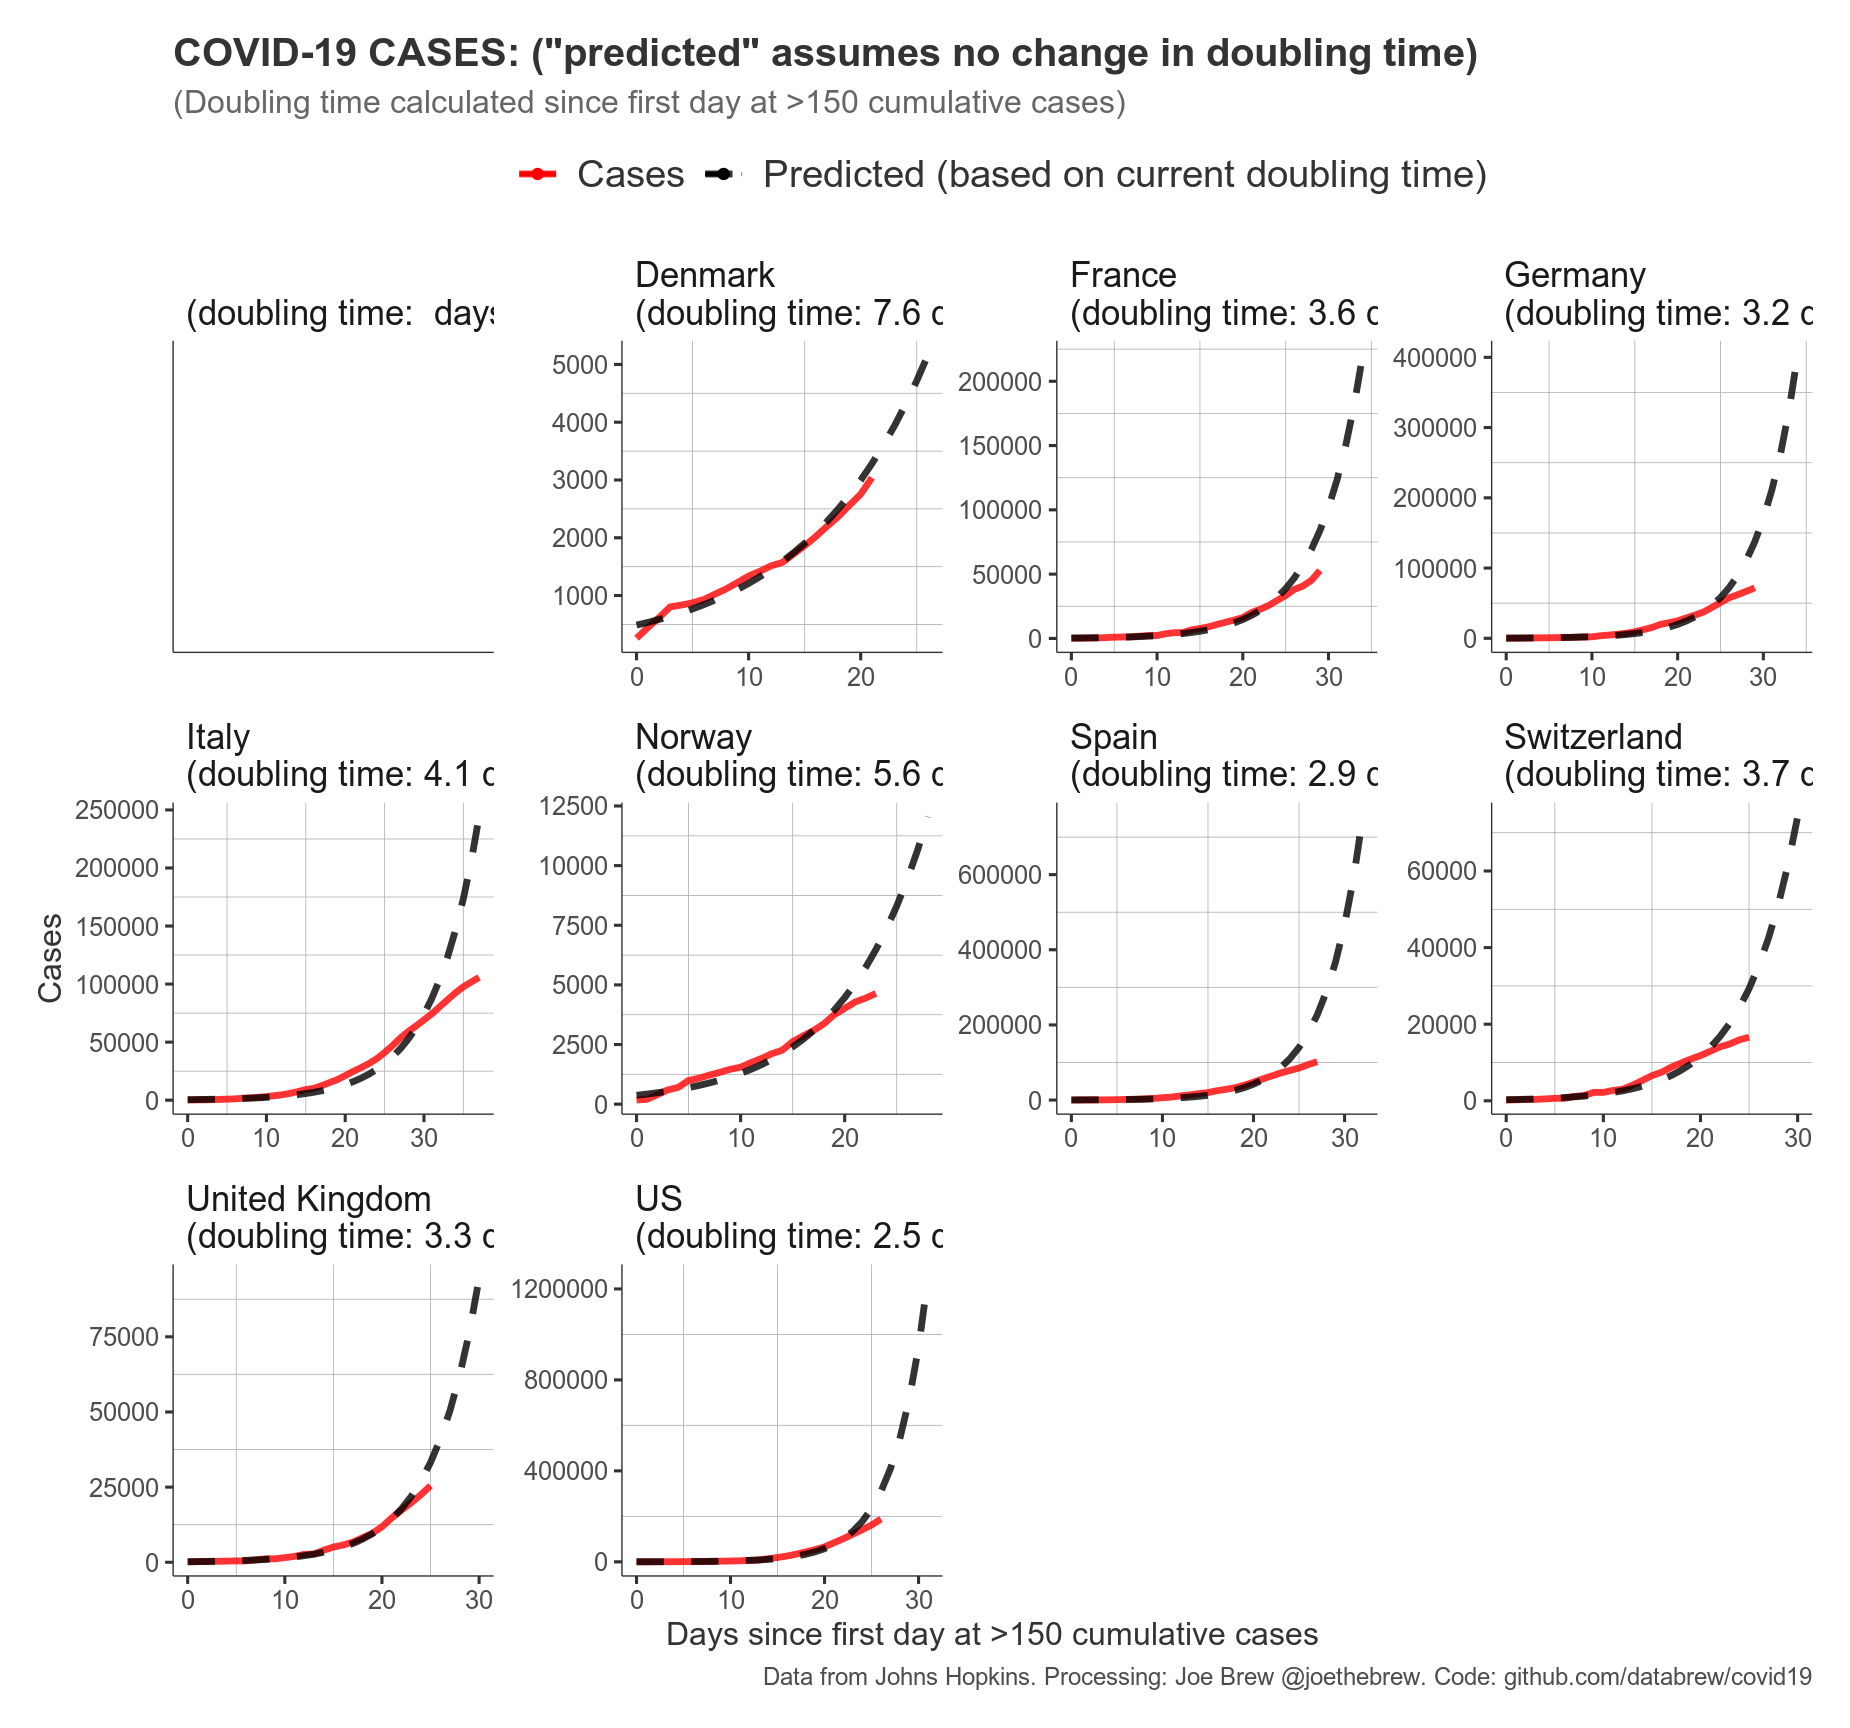 COVID-19 CASES: ("predicted" assumes no change in doubling time)
(Doubling time calculated since first day at >150 cumulative cases)
Cases Predicted (based on current doubling time)
(doubling time:  days
Denmark
(doubling time: 7.6 d
5000
4000
3000
2000
1000
0 10 20
France
(doubling time: 3.6 d
200000
150000
100000
50000
0
0 10 20 30
Germany
(doubling time: 3.2 d
400000
300000
200000
100000
0
0 10 20 30
Cases
Italy
(doubling time: 4.1 d
250000
200000
150000
100000
50000
0
0 10 20 30
Norway
(doubling time: 5.6 d
12500
10000
7500
5000
2500
0
0 10 20
Spain
(doubling time: 2.9 d
600000
400000
200000
0
0 10 20 30
Switzerland
(doubling time: 3.7 d
60000
40000
20000
0
0 10 20 30
United Kingdom
(doubling time: 3.3 d
75000
50000
25000
0
0 10 20 30
US
(doubling time: 2.5 d
1200000
800000
400000
0
0 10 20 30
Days since first day at >150 cumulative cases
Data from Johns Hopkins. Processing: Joe Brew @joethebrew. Code: github.com/databrew/covid19